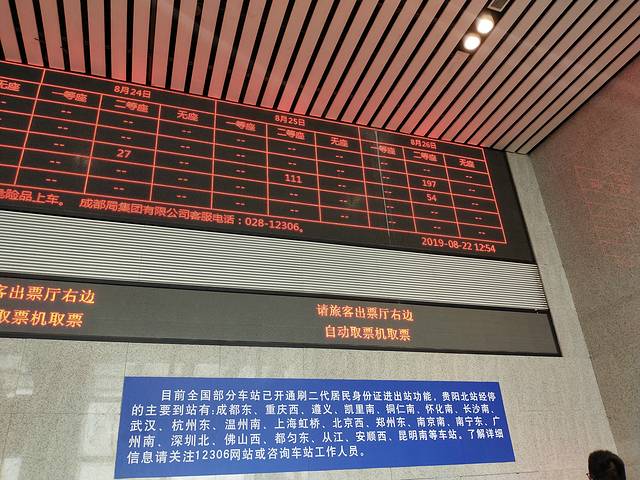 8月24日 8月25日 8月26日
无座 一等座 二等座 无座 一等座 二等座 无座 一等座 二等座 无座
-- -- -- -- -- -- -- -- -- --
-- -- -- -- -- -- -- -- -- --
-- -- 27 -- -- -- -- -- 197 --
-- -- -- -- -- 111 -- -- 54 --
-- -- -- -- -- -- -- -- -- --
危险品上车。 成都局集团有限公司客服电话：028-12306。
2019-08-22 12:54
客出票厅右边
取票机取票
请旅客出票厅右边
自动取票机取票
目前全国部分车站已开通刷二代居民身份证进出站功能，贵阳北站经停
的主要到站有:成都东、重庆西、遵义、凯里南、铜仁南、怀化南、长沙南、
武汉、杭州东、温州南、上海虹桥、北京西、郑州东、南京南、南宁东、广
州南、深圳北、佛山西、都匀东、从江、安顺西、昆明南等车站。了解详细
信息请关注12306网站或咨询车站工作人员。